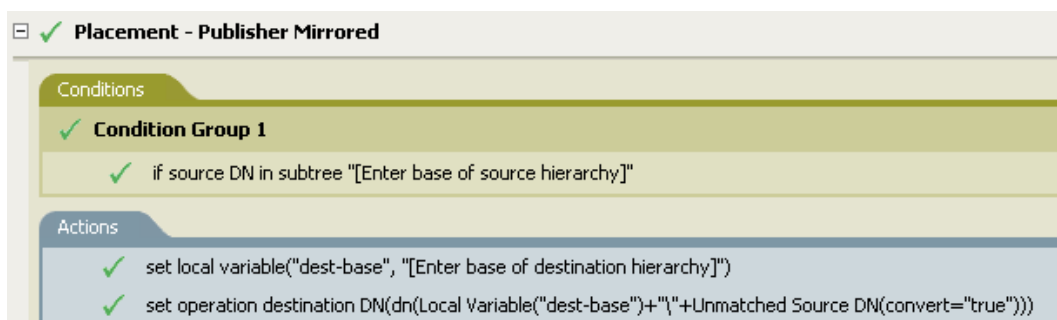 Placement - Publisher Mirrored
Conditions
Condition Group 1
if source DN in subtree "[Enter base of source hierarchy]"
Actions
set local variable("dest-base", "[Enter base of destination hierarchy]")
set operation destination DN(dn(Local Variable("dest-base")+"\"+Unmatched Source DN(convert="true")))